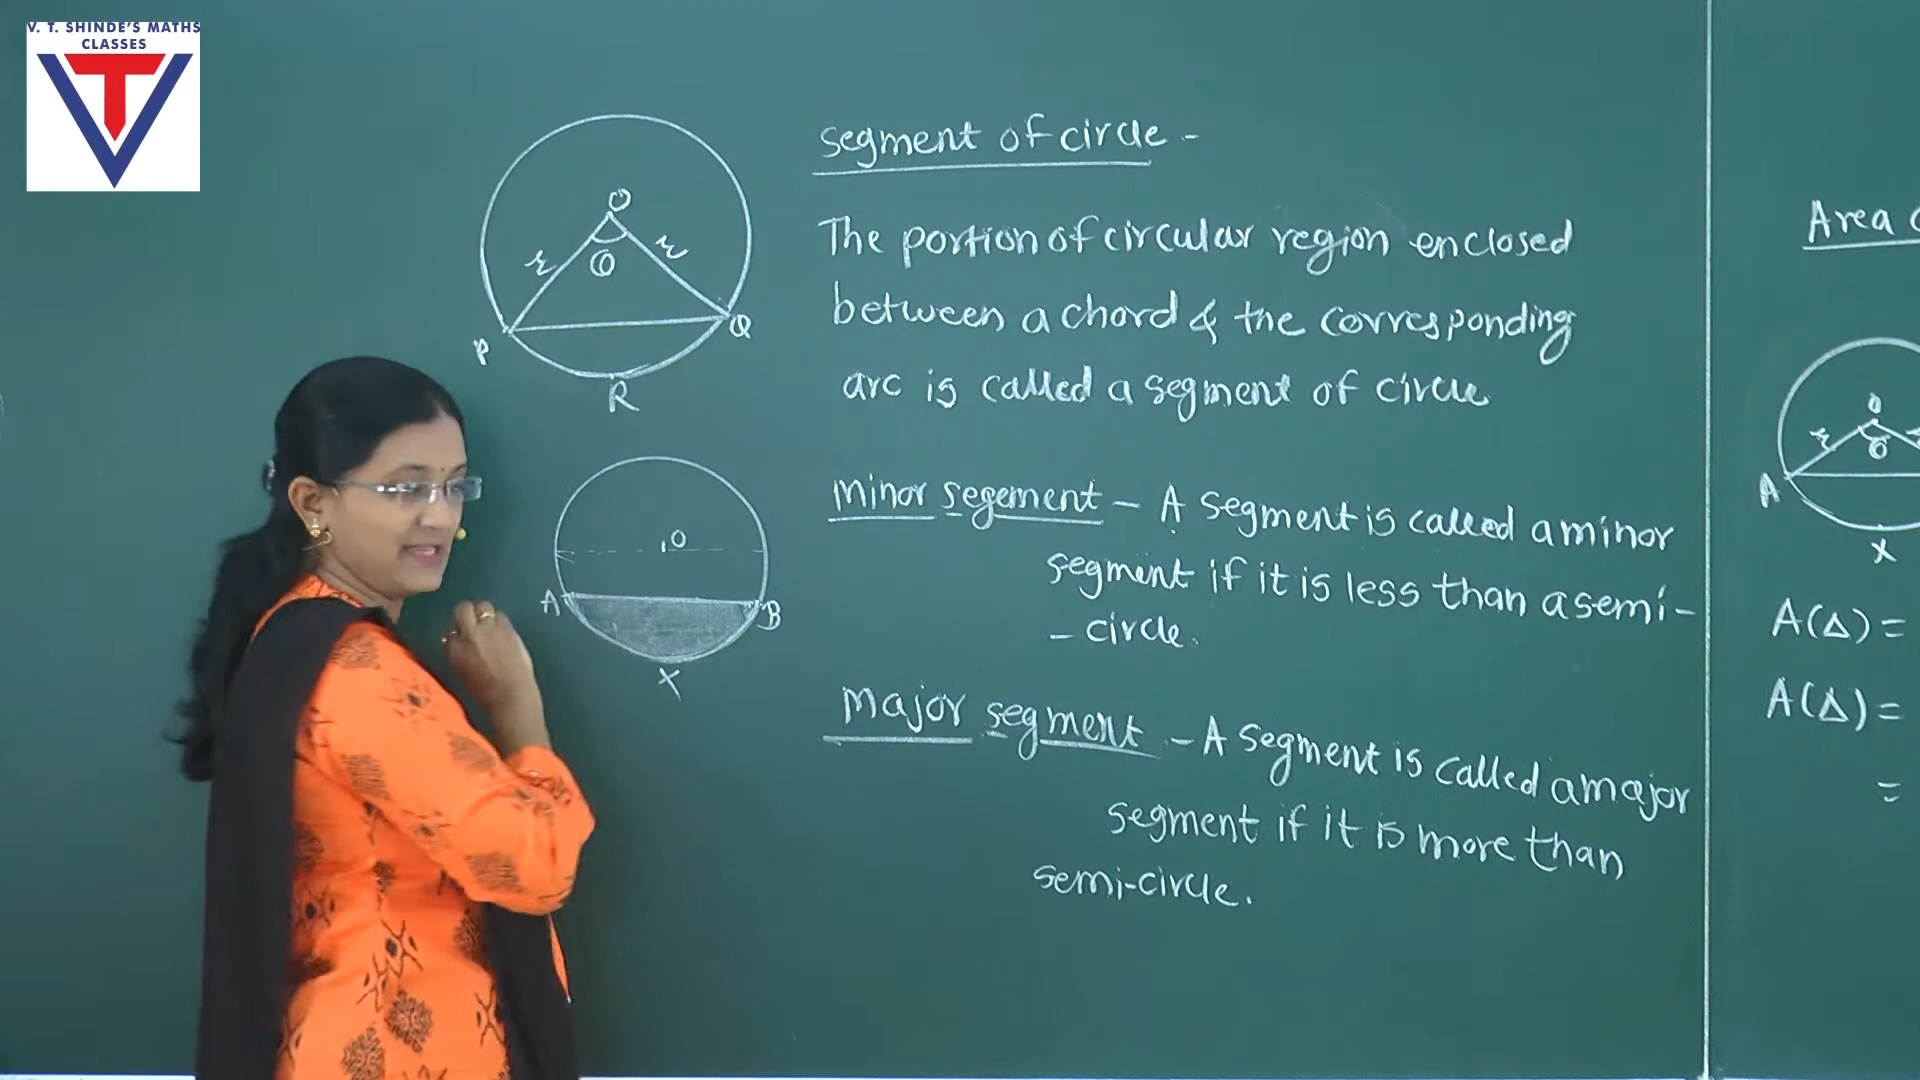 V. T. SHINDE'S MATHS
CLASSES
segment of circle -
The portion of circular region enclosed
between a chord & the corresponding
arc is called a segment of circle
Minor segement - A segment is called a minor
segment if it is less than a semi-
- circle.
Major segment - A segment is called a major
segment if it is more than
semi-circle.
O
r
r
θ
P
Q
R
O
A
B
X
Area
O
r
θ
A
X
A(Δ) =
A(Δ) =
=